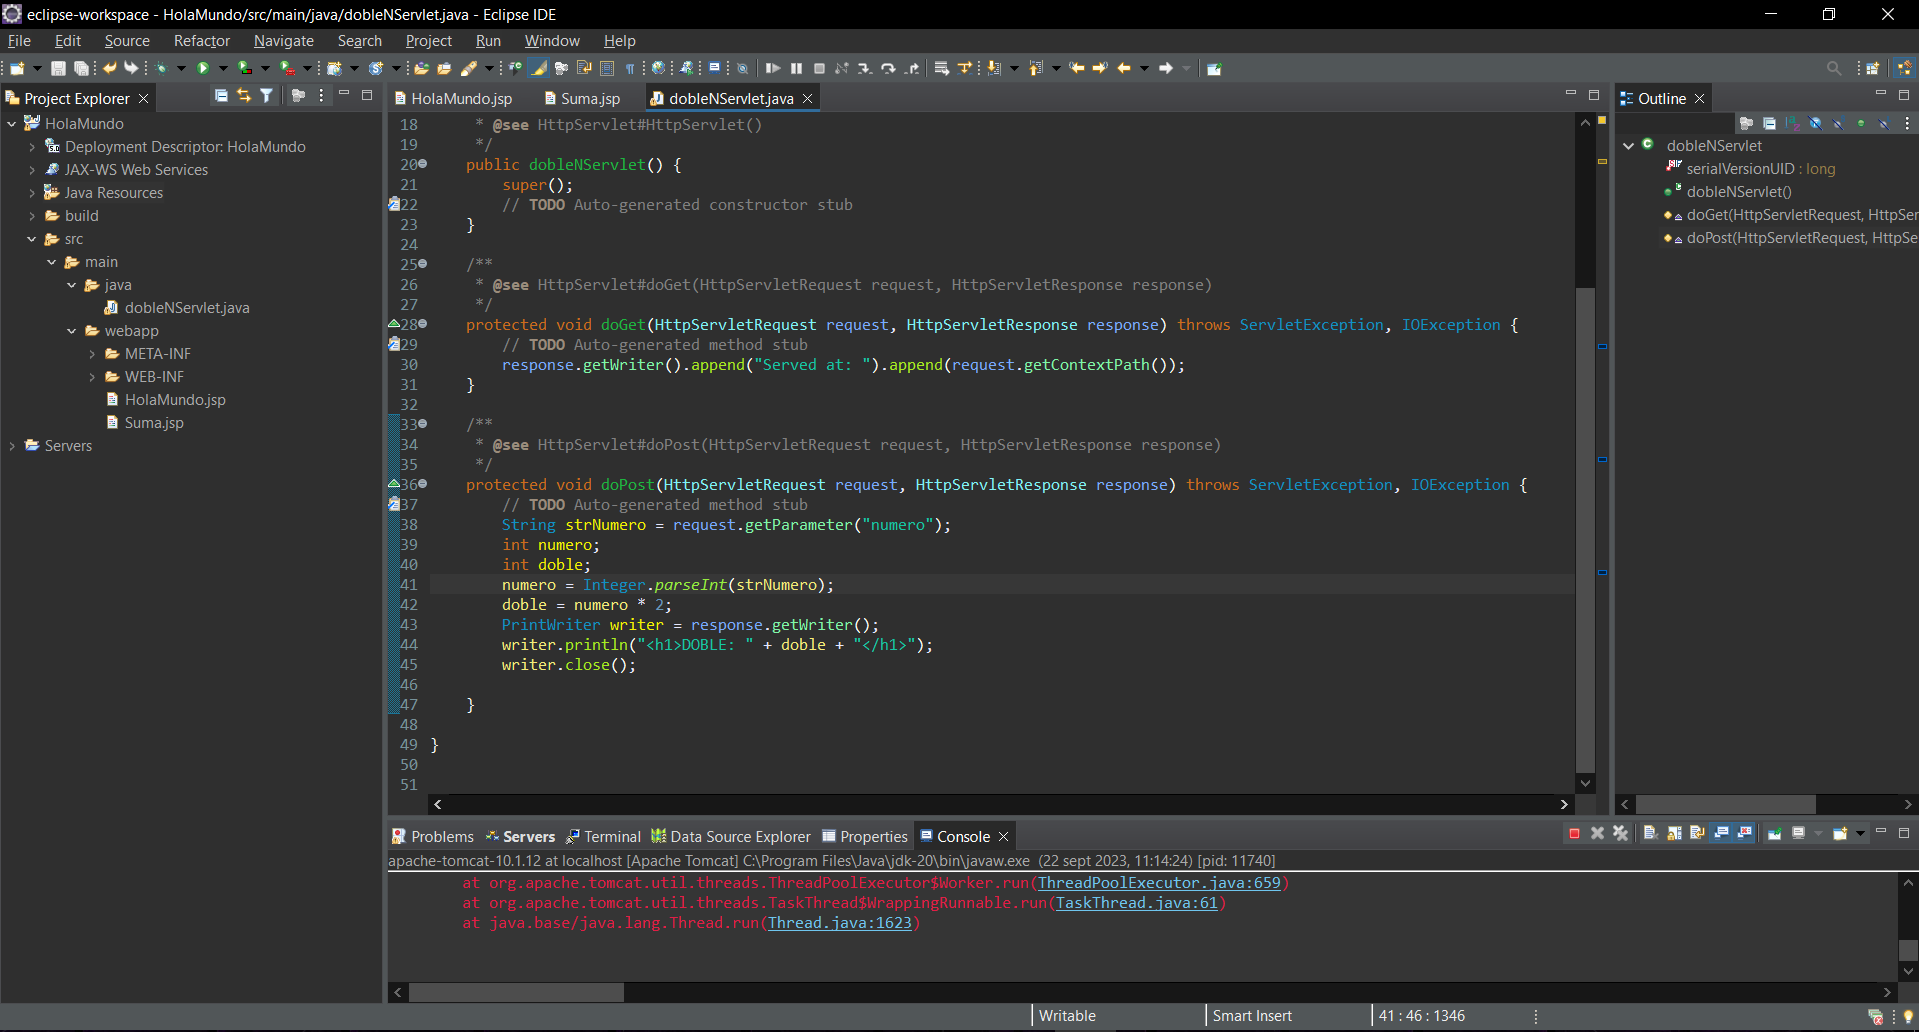 eclipse-workspace - HolaMundo/src/main/java/dobleNServlet.java - Eclipse IDE
File Edit Source Refactor Navigate Search Project Run Window Help
Project Explorer
HolaMundo
Deployment Descriptor: HolaMundo
JAX-WS Web Services
Java Resources
build
src
main
java
dobleNServlet.java
webapp
META-INF
WEB-INF
HolaMundo.jsp
Suma.jsp
Servers
HolaMundo.jsp Suma.jsp dobleNServlet.java
18 * @see HttpServlet#HttpServlet()
19 */
20 public dobleNServlet() {
21 super();
22 // TODO Auto-generated constructor stub
23 }
24
25 /**
26 * @see HttpServlet#doGet(HttpServletRequest request, HttpServletResponse response)
27 */
28 protected void doGet(HttpServletRequest request, HttpServletResponse response) throws ServletException, IOException {
29 // TODO Auto-generated method stub
30 response.getWriter().append("Served at: ").append(request.getContextPath());
31 }
32
33 /**
34 * @see HttpServlet#doPost(HttpServletRequest request, HttpServletResponse response)
35 */
36 protected void doPost(HttpServletRequest request, HttpServletResponse response) throws ServletException, IOException {
37 // TODO Auto-generated method stub
38 String strNumero = request.getParameter("numero");
39 int numero;
40 int doble;
41 numero = Integer.parseInt(strNumero);
42 doble = numero * 2;
43 PrintWriter writer = response.getWriter();
44 writer.println("<h1>DOBLE: " + doble + "</h1>");
45 writer.close();
46
47 }
48
49 }
50
51
Outline
dobleNServlet
serialVersionUID : long
dobleNServlet()
doGet(HttpServletRequest, HttpSer
doPost(HttpServletRequest, HttpSe
Problems Servers Terminal Data Source Explorer Properties Console
apache-tomcat-10.1.12 at localhost [Apache Tomcat] C:\Program Files\Java\jdk-20\bin\javaw.exe (22 sept 2023, 11:14:24) [pid: 11740]
at org.apache.tomcat.util.threads.ThreadPoolExecutor$Worker.run(ThreadPoolExecutor.java:659)
at org.apache.tomcat.util.threads.TaskThread$WrappingRunnable.run(TaskThread.java:61)
at java.base/java.lang.Thread.run(Thread.java:1623)
Writable Smart Insert 41 : 46 : 1346